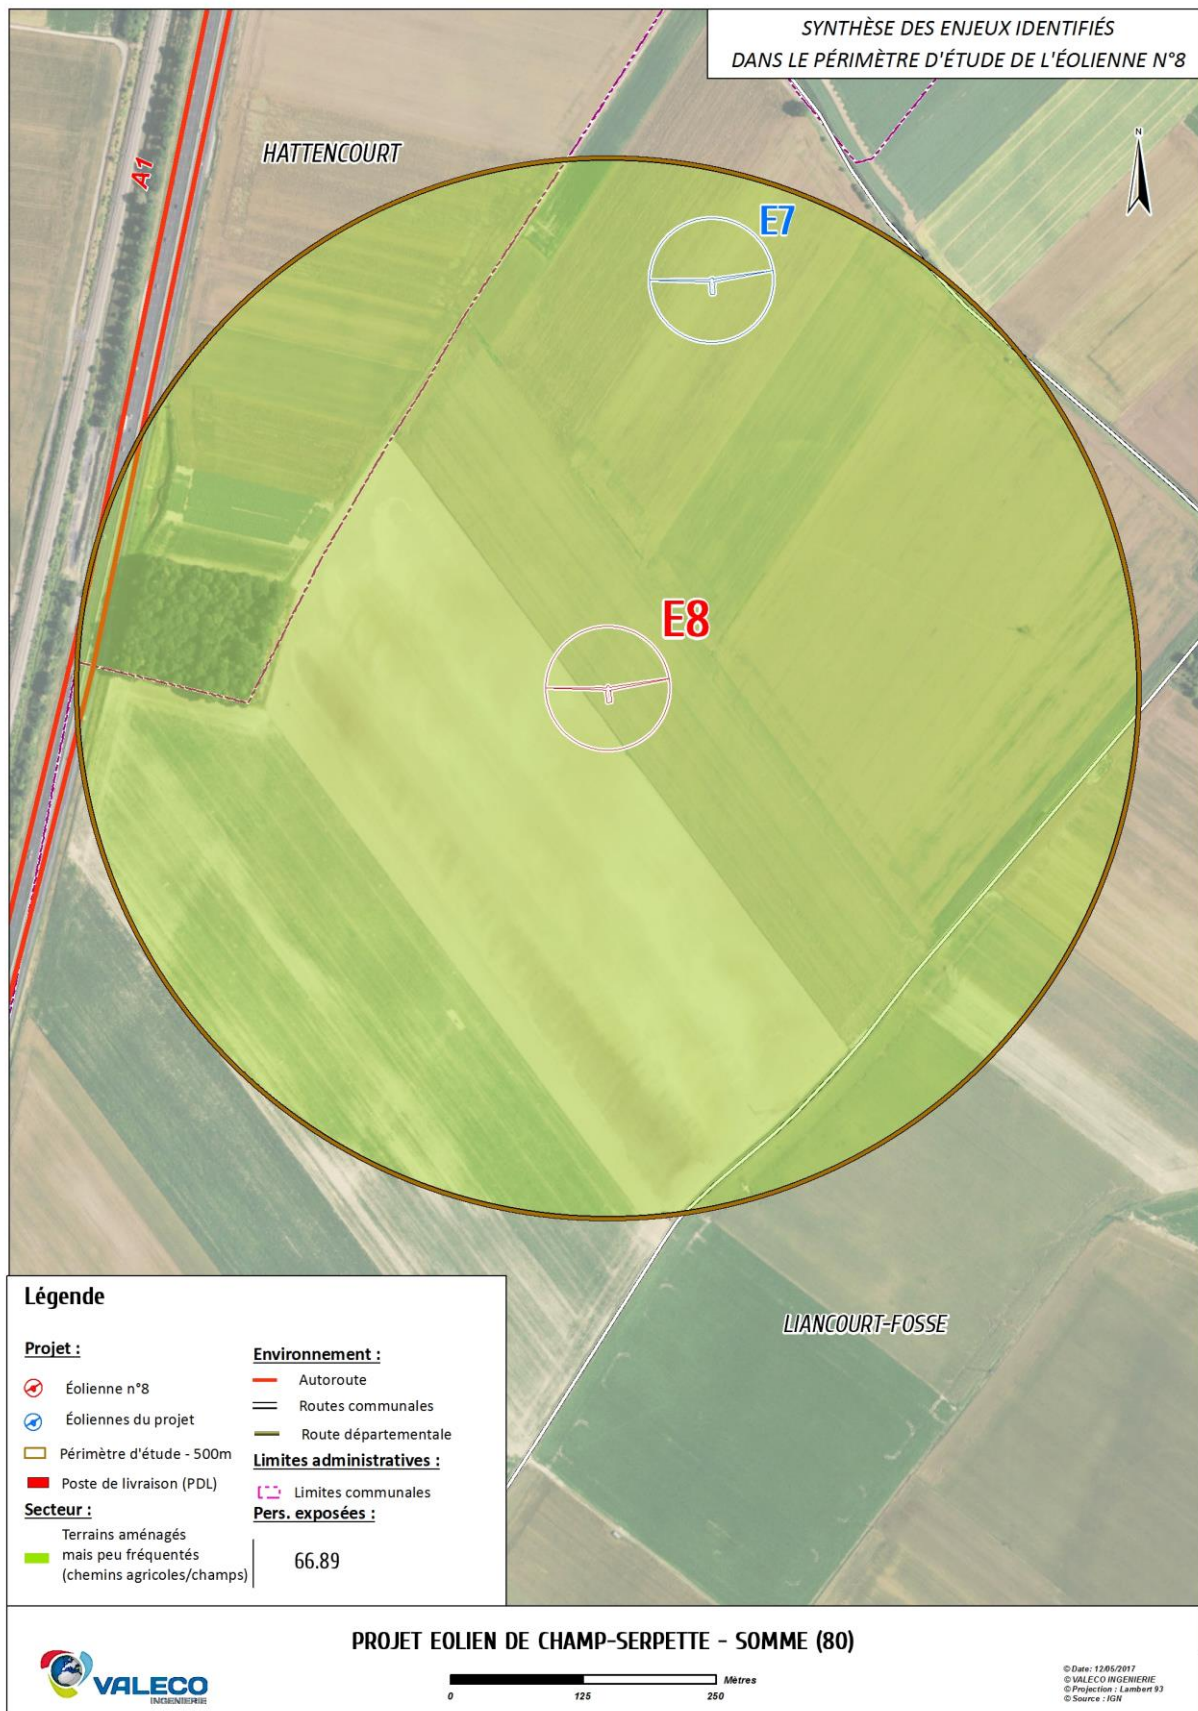 SYNTHÈSE DES ENJEUX IDENTIFIÉS
DANS LE PÉRIMÈTRE D'ÉTUDE DE L'ÉOLIENNE N°8
HATTENCOURT
A1
N
E7
E8
LIANCOURT-FOSSE
Légende
Projet :
Éolienne n°8
Éoliennes du projet
Périmètre d'étude - 500m
Poste de livraison (PDL)
Secteur :
Terrains aménagés
mais peu fréquentés
(chemins agricoles/champs)
Environnement :
Autoroute
Routes communales
Route départementale
Limites administratives :
Limites communales
Pers. exposées :
66.89
PROJET EOLIEN DE CHAMP-SERPETTE - SOMME (80)
VALECO
INGENIERIE
Mètres
0 125 250
© Date: 12/05/2017
© VALECO INGENIERIE
© Projection : Lambert 93
© Source : IGN